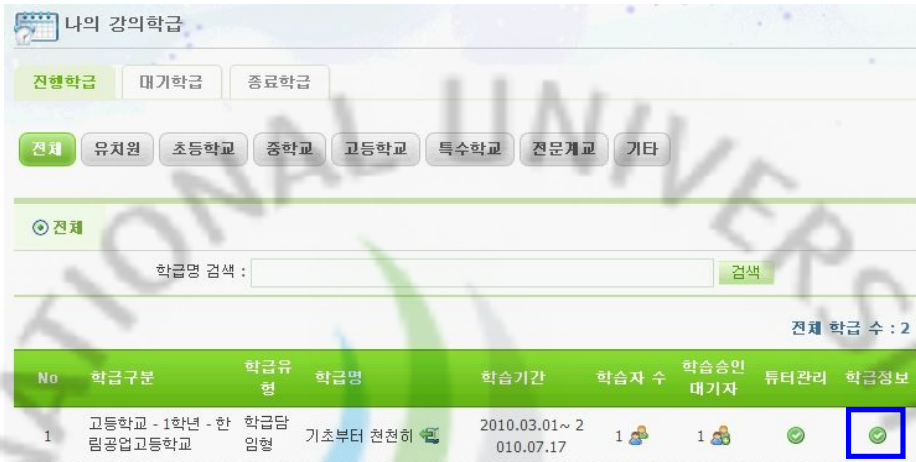 나의 강의학급
진행학급 대기학급 종료학급
전체 유치원 초등학교 중학교 고등학교 특수학교 전문계교 기타
전체
학급명 검색 : 검색
전체 학급 수 : 2
No 학급구분 학급유형 학급명 학습기간 학습자 수 학습승인대기자 튜터관리 학급정보
1 고등학교 - 1학년 - 한림공업고등학교 학급담임형 기초부터 천천히 2010.03.01~ 2010.07.17 1 1
NATIONAL UNIVERSI